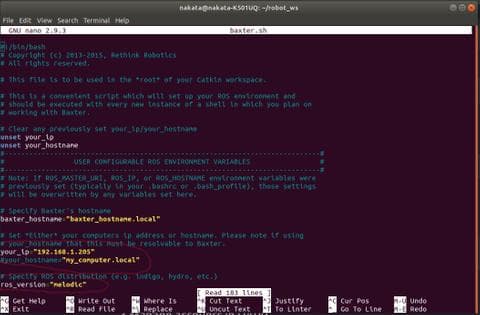 nakata@nakata-K501UQ: ~/robot_ws
File Edit View Search Terminal Help
GNU nano 2.9.3 baxter.sh
#!/bin/bash
# Copyright (c) 2013-2015, Rethink Robotics
# All rights reserved.
# This file is to be used in the *root* of your Catkin workspace.
# This is a convenient script which will set up your ROS environment and
# should be executed with every new instance of a shell in which you plan on
# working with Baxter.
# Clear any previously set your_ip/your_hostname
unset your_ip
unset your_hostname
#-----------------------------------------------------------------------------#
# USER CONFIGURABLE ROS ENVIRONMENT VARIABLES #
#-----------------------------------------------------------------------------#
# Note: If ROS_MASTER_URI, ROS_IP, or ROS_HOSTNAME environment variables were
# previously set (typically in your .bashrc or .bash_profile), those settings
# will be overwritten by any variables set here.
# Specify Baxter's hostname
baxter_hostname="baxter_hostname.local"
# Set *Either* your computers ip address or hostname. Please note if using
# your_hostname that this must be resolvable to Baxter.
your_ip="192.168.1.205"
#your_hostname="my_computer.local"
# Specify ROS distribution (e.g. indigo, hydro, etc.)
ros_version="melodic"
[ Read 103 lines ]
^G Get Help ^O Write Out ^W Where Is ^K Cut Text ^J Justify ^C Cur Pos M-U Undo
^X Exit ^R Read File ^\ Replace ^U Uncut Text ^T To Linter ^_ Go To Line M-E Redo